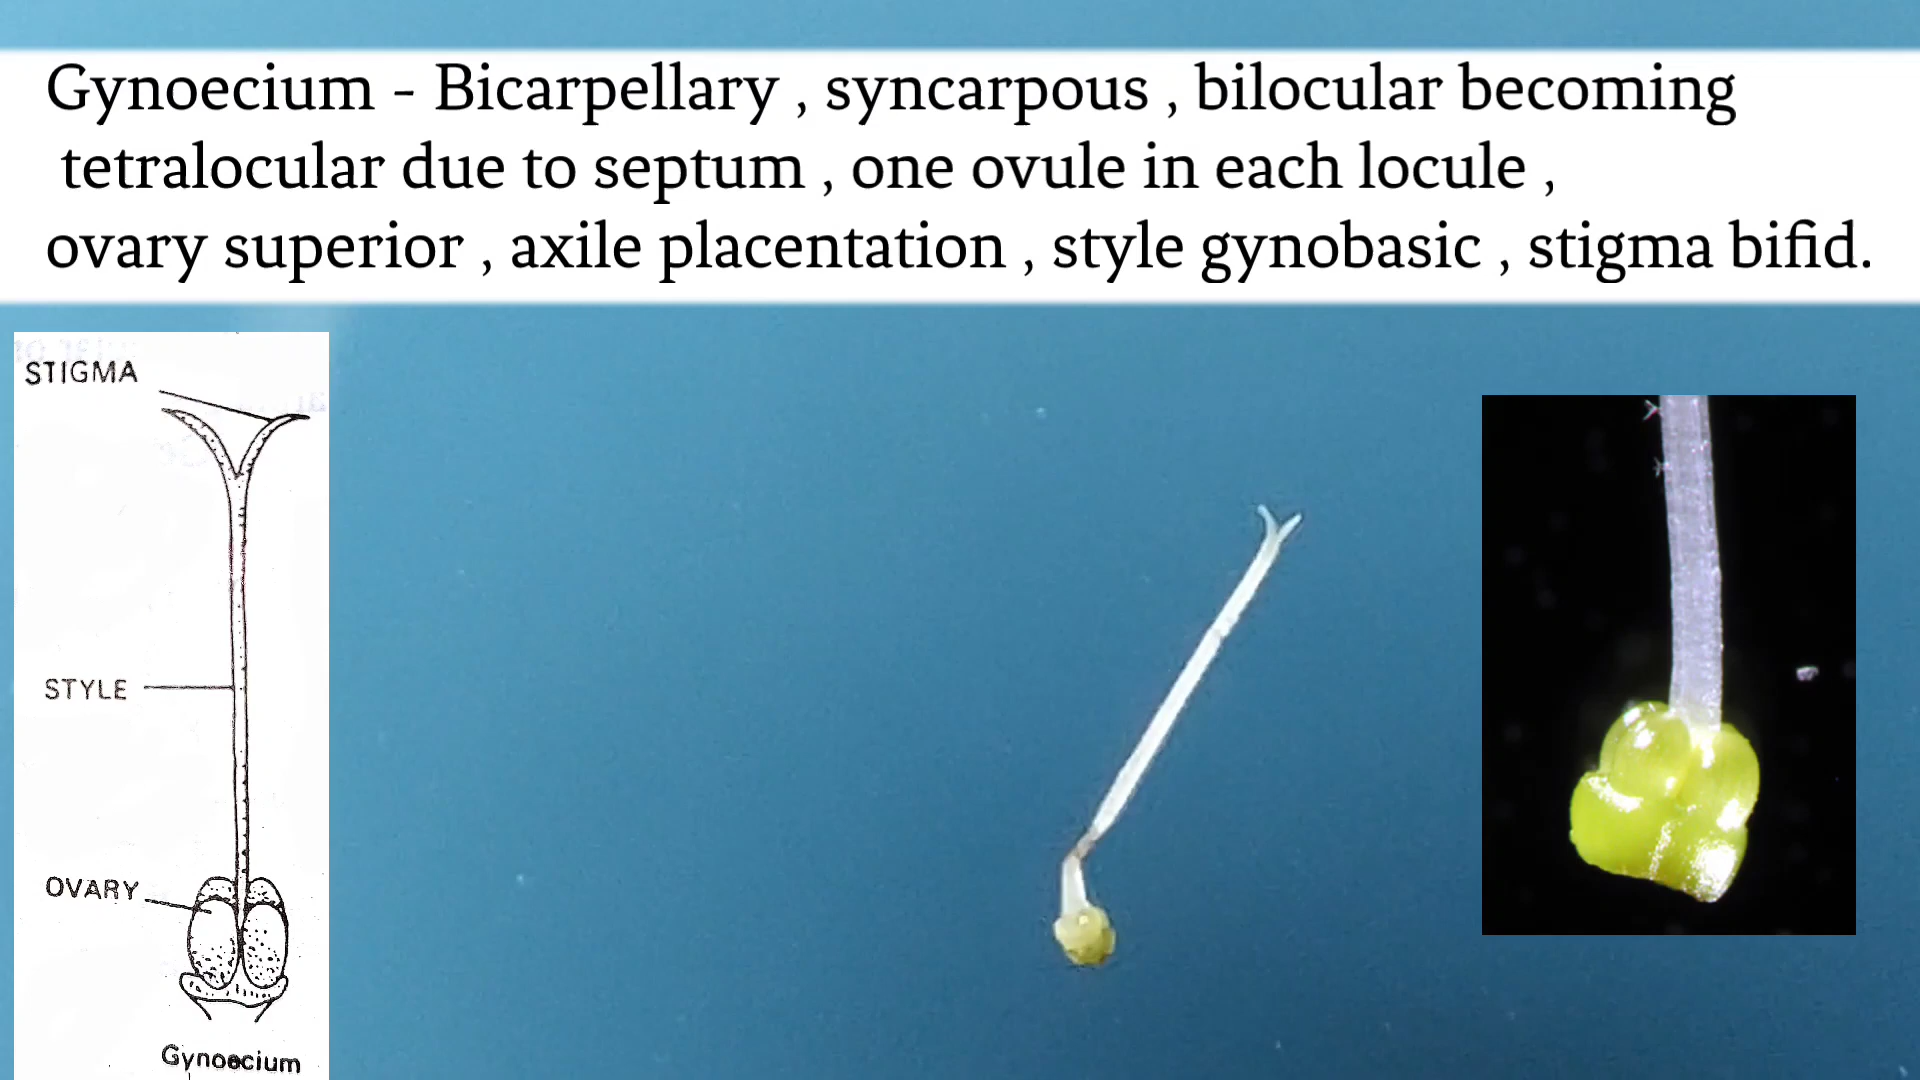 Gynoecium - Bicarpellary , syncarpous , bilocular becoming
tetralocular due to septum , one ovule in each locule ,
ovary superior , axile placentation , style gynobasic , stigma bifid.
STIGMA
STYLE
OVARY
Gynoecium